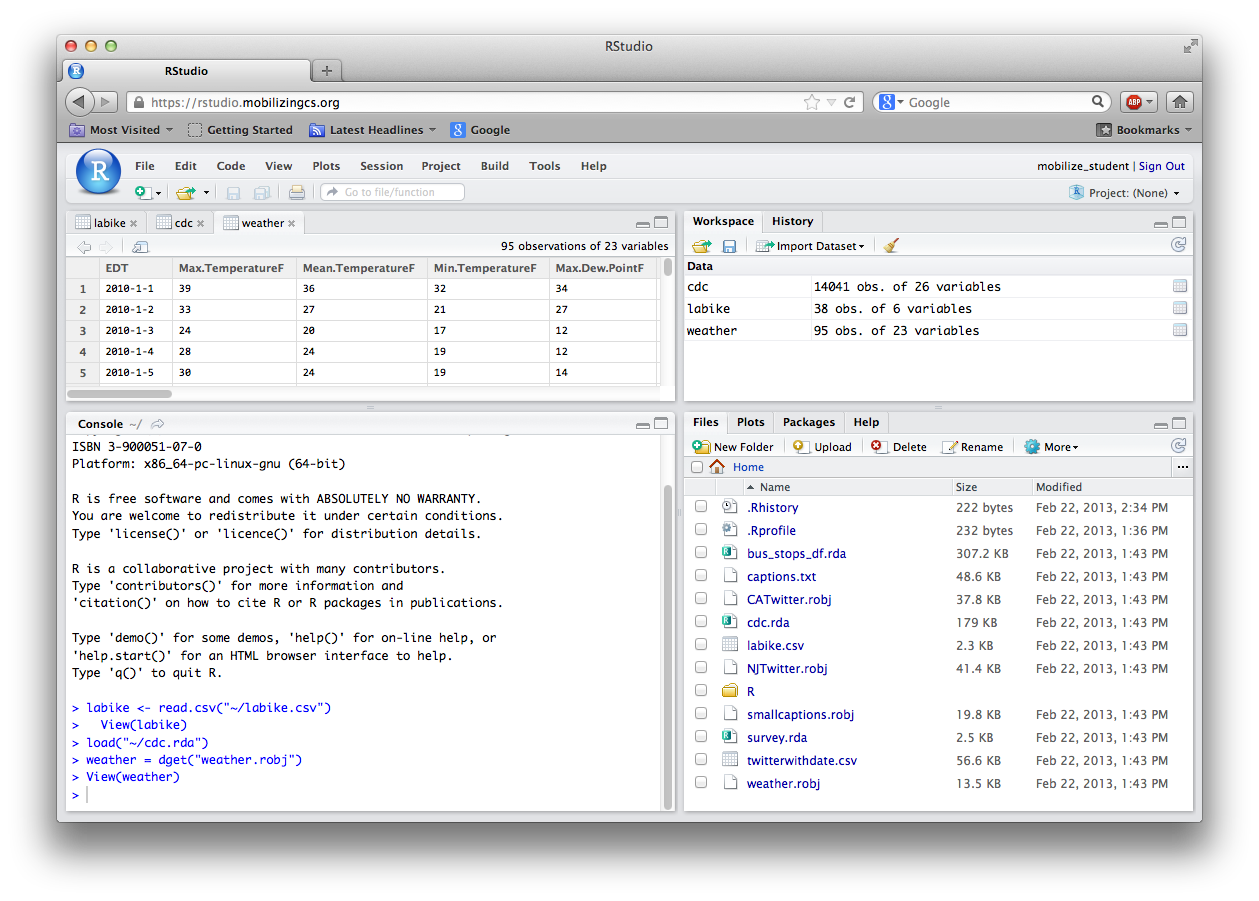 RStudio
RStudio
https://rstudio.mobilizingcs.org
Google
ABP
Most Visited Getting Started Latest Headlines Google Bookmarks
R File Edit Code View Plots Session Project Build Tools Help mobilize_student | Sign Out
Go to file/function Project: (None)
labike cdc weather
95 observations of 23 variables
EDT Max.TemperatureF Mean.TemperatureF Min.TemperatureF Max.Dew.PointF
1 2010-1-1 39 36 32 34
2 2010-1-2 33 27 21 27
3 2010-1-3 24 20 17 12
4 2010-1-4 28 24 19 12
5 2010-1-5 30 24 19 14
Workspace History
Import Dataset
Data
cdc 14041 obs. of 26 variables
labike 38 obs. of 6 variables
weather 95 obs. of 23 variables
Console ~/
ISBN 3-900051-07-0
Platform: x86_64-pc-linux-gnu (64-bit)
R is free software and comes with ABSOLUTELY NO WARRANTY.
You are welcome to redistribute it under certain conditions.
Type 'license()' or 'licence()' for distribution details.
R is a collaborative project with many contributors.
Type 'contributors()' for more information and
'citation()' on how to cite R or R packages in publications.
Type 'demo()' for some demos, 'help()' for on-line help, or
'help.start()' for an HTML browser interface to help.
Type 'q()' to quit R.
> labike <- read.csv("~/labike.csv")
>   View(labike)
> load("~/cdc.rda")
> weather = dget("weather.robj")
> View(weather)
>
Files Plots Packages Help
New Folder Upload Delete Rename More
Home ...
Name Size Modified
.Rhistory 222 bytes Feb 22, 2013, 2:34 PM
.Rprofile 232 bytes Feb 22, 2013, 1:36 PM
bus_stops_df.rda 307.2 KB Feb 22, 2013, 1:43 PM
captions.txt 48.6 KB Feb 22, 2013, 1:43 PM
CATwitter.robj 37.8 KB Feb 22, 2013, 1:43 PM
cdc.rda 179 KB Feb 22, 2013, 1:43 PM
labike.csv 2.3 KB Feb 22, 2013, 1:43 PM
NJTwitter.robj 41.4 KB Feb 22, 2013, 1:43 PM
R
smallcaptions.robj 19.8 KB Feb 22, 2013, 1:43 PM
survey.rda 2.5 KB Feb 22, 2013, 1:43 PM
twitterwithdate.csv 56.6 KB Feb 22, 2013, 1:43 PM
weather.robj 13.5 KB Feb 22, 2013, 1:43 PM